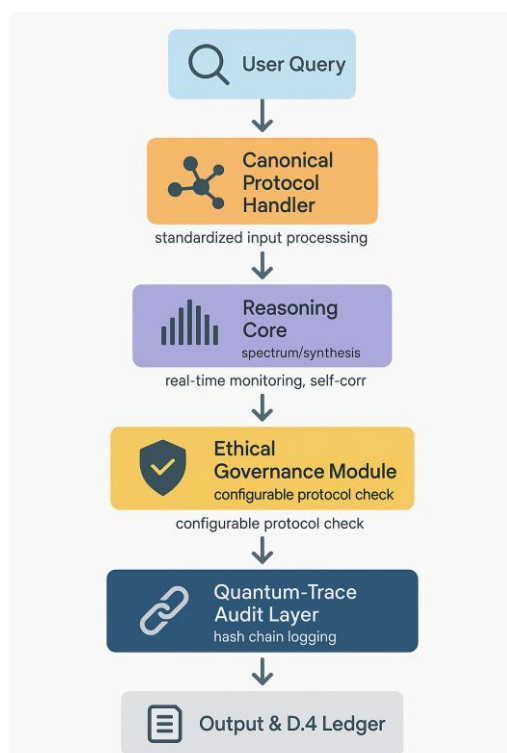 User Query
Canonical
Protocol
Handler
standardized input processsing
Reasoning
Core
spectrum/synthesis
real-time monitoring, self-corr
Ethical
Governance Module
configurable protocol check
configurable protocol check
Quantum-Trace
Audit Layer
hash chain logging
Output & D.4 Ledger